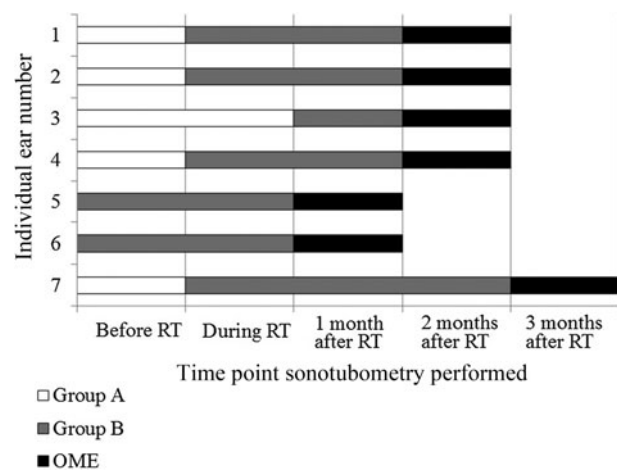 Individual ear number
1
2
3
4
5
6
7
Before RT
During RT
1 month
after RT
2 months
after RT
3 months
after RT
Time point sonotubometry performed
Group A
Group B
OME